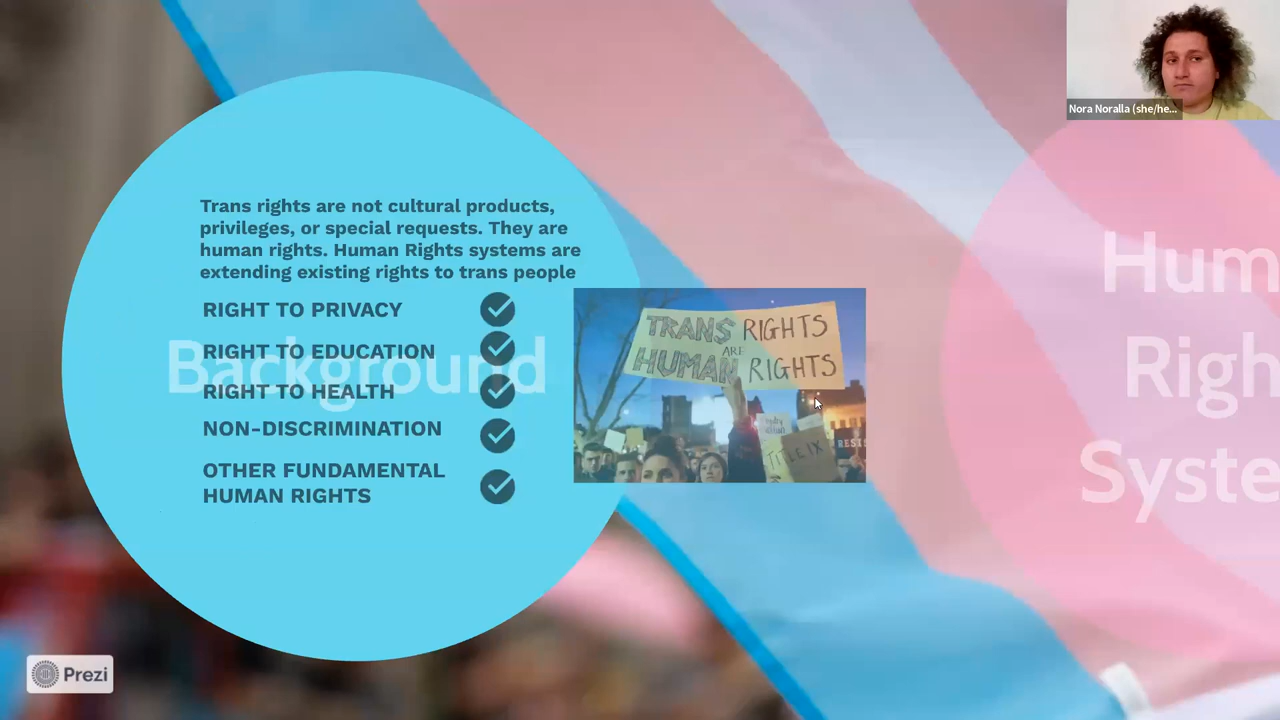 Nora Noralla (she/he...
Trans rights are not cultural products,
privileges, or special requests. They are
human rights. Human Rights systems are
extending existing rights to trans people
RIGHT TO PRIVACY
RIGHT TO EDUCATION
RIGHT TO HEALTH
NON-DISCRIMINATION
OTHER FUNDAMENTAL
HUMAN RIGHTS
Background
TRANS RIGHTS
ARE
HUMAN RIGHTS
TITLE IX
RESIS
Hum
Righ
Syste
Prezi